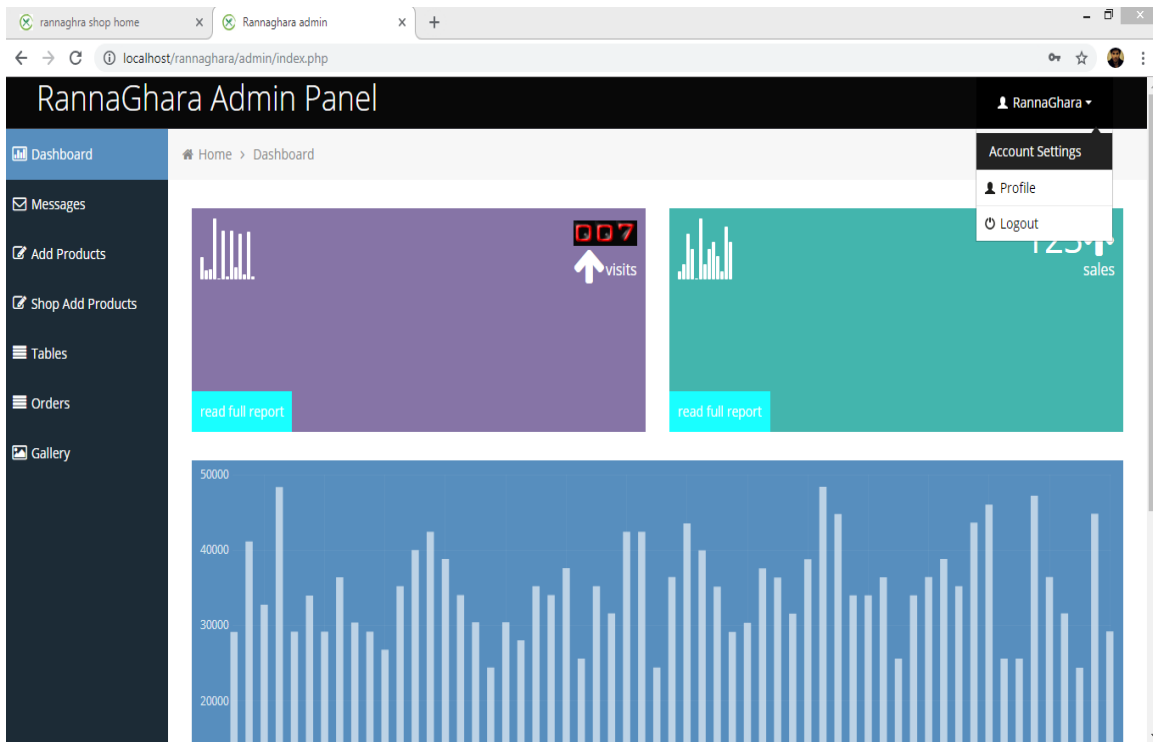 rannaghra shop home
Rannaghara admin
localhost/rannaghara/admin/index.php
RannaGhara Admin Panel
RannaGhara
Dashboard
Home > Dashboard
Account Settings
Profile
Logout
Messages
Add Products
Shop Add Products
Tables
Orders
Gallery
007
visits
sales
read full report
read full report
50000
40000
30000
20000